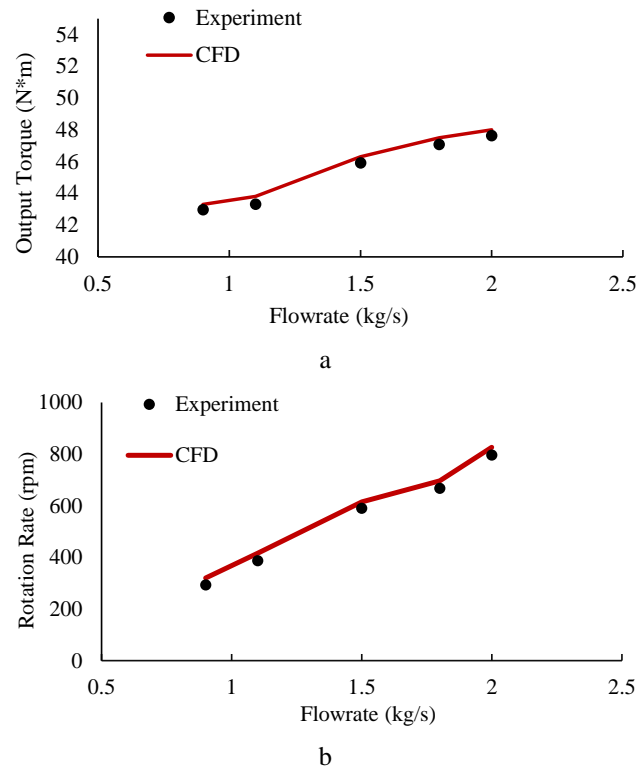 Experiment
CFD
Output Torque (N*m)
54
52
50
48
46
44
42
40
0.5 1 1.5 2 2.5
Flowrate (kg/s)
a
Experiment
CFD
Rotation Rate (rpm)
1000
800
600
400
200
0
0.5 1 1.5 2 2.5
Flowrate (kg/s)
b